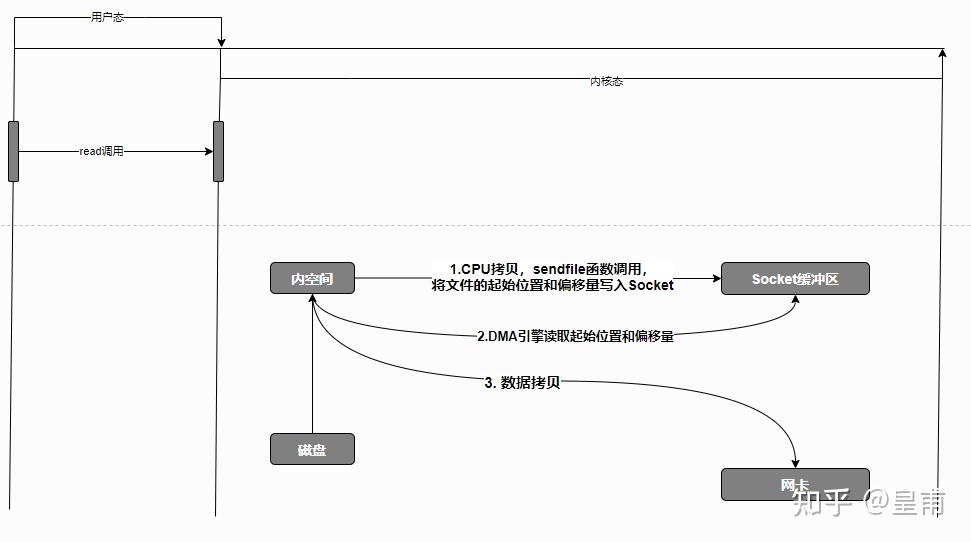 用户态
内核态
read调用
内空间
1.CPU拷贝，sendfile函数调用，
将文件的起始位置和偏移量写入Socket
Socket缓冲区
2.DMA引擎读取起始位置和偏移量
3. 数据拷贝
磁盘
网卡
知乎 @皇甫